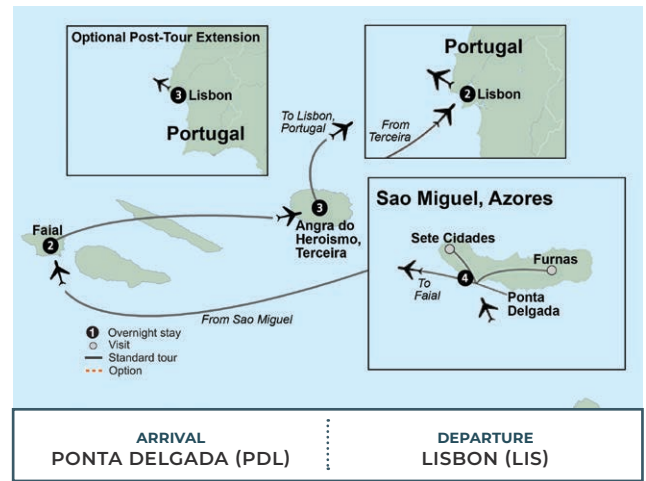 Optional Post-Tour Extension
3 Lisbon
Portugal
Portugal
2 Lisbon
From
Terceira
To Lisbon,
Portugal
Faial
2
3
Angra do
Heroismo,
Terceira
From Sao Miguel
Sao Miguel, Azores
Sete Cidades
Furnas
4
To
Faial
Ponta
Delgada
1 Overnight stay
Visit
Standard tour
Option
ARRIVAL
PONTA DELGADA (PDL)
DEPARTURE
LISBON (LIS)